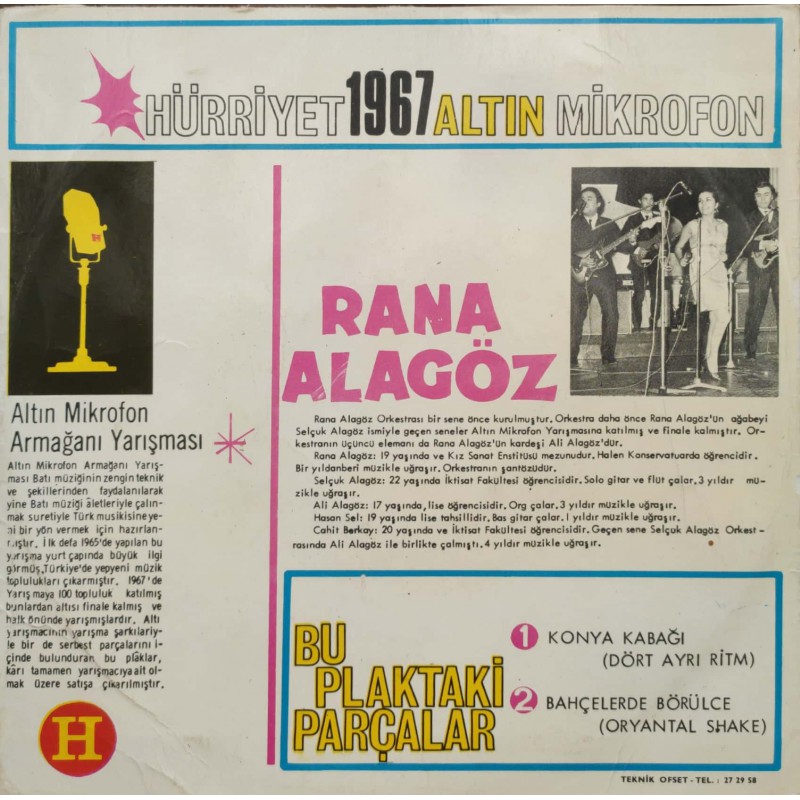 HÜRRİYET 1967 ALTIN MİKROFON
Altın Mikrofon
Armağanı Yarışması
Altın Mikrofon Armağanı Yarış-
ması Batı müziğinin zengin teknik
ve şekillerinden faydalanılarak
yine Batı müziği aletleriyle çalın-
mak suretiyle Türk musikisine ye-
ni bir yön vermek için hazırlan-
mıştır. İlk defa 1965'de yapılan bu
yarışma yurt çapında büyük ilgi
görmüş,Türkiye'de yepyeni müzik
toplulukları çıkarmıştır. 1967'de
Yarışmaya 100 topluluk katılmış
bunlardan altısı finale kalmış ve
halk önünde yarışmışlardır. Altı
yarışmacının yarışma şarkılariy-
le bir de serbest parçalarını i-
çinde bulunduran bu plâklar,
kârı tamamen yarışmacıya ait ol-
mak üzere satışa çıkarılmıştır.
H
RANA
ALAGÖZ
Rana Alagöz Orkestrası bir sene önce kurulmuştur. Orkestra daha önce Rana Alagöz'ün ağabeyi
Selçuk Alagöz ismiyle geçen seneler Altın Mikrofon Yarışmasına katılmış ve finale kalmıştır. Or-
kestranın üçüncü elemanı da Rana Alagöz'ün kardeşi Ali Alagöz'dür.
Rana Alagöz: 19 yaşında ve Kız Sanat Enstitüsü mezunudur. Halen Konservatuarda öğrencidir.
Bir yıldanberi müzikle uğraşır. Orkestranın şantözüdür.
Selçuk Alagöz: 22 yaşında İktisat Fakültesi öğrencisidir. Solo gitar ve flüt çalar. 3 yıldır mü-
zikle uğraşır.
Ali Alagöz: 17 yaşında, lise öğrencisidir. Org çalar. 3 yıldır müzikle uğraşır.
Hasan Sel: 19 yaşında lise tahsillidir. Bas gitar çalar. 1 yıldır müzikle uğraşır.
Cahit Berkay: 20 yaşında ve İktisat Fakültesi öğrencisidir. Geçen sene Selçuk Alagöz Orkest-
rasında Ali Alagöz ile birlikte çalmıştı. 4 yıldır müzikle uğraşır.
BU
PLAKTAKİ
PARÇALAR
1 KONYA KABAĞI
(DÖRT AYRI RİTM)
2 BAHÇELERDE BÖRÜLCE
(ORYANTAL SHAKE)
TEKNİK OFSET - TEL. : 27 29 58